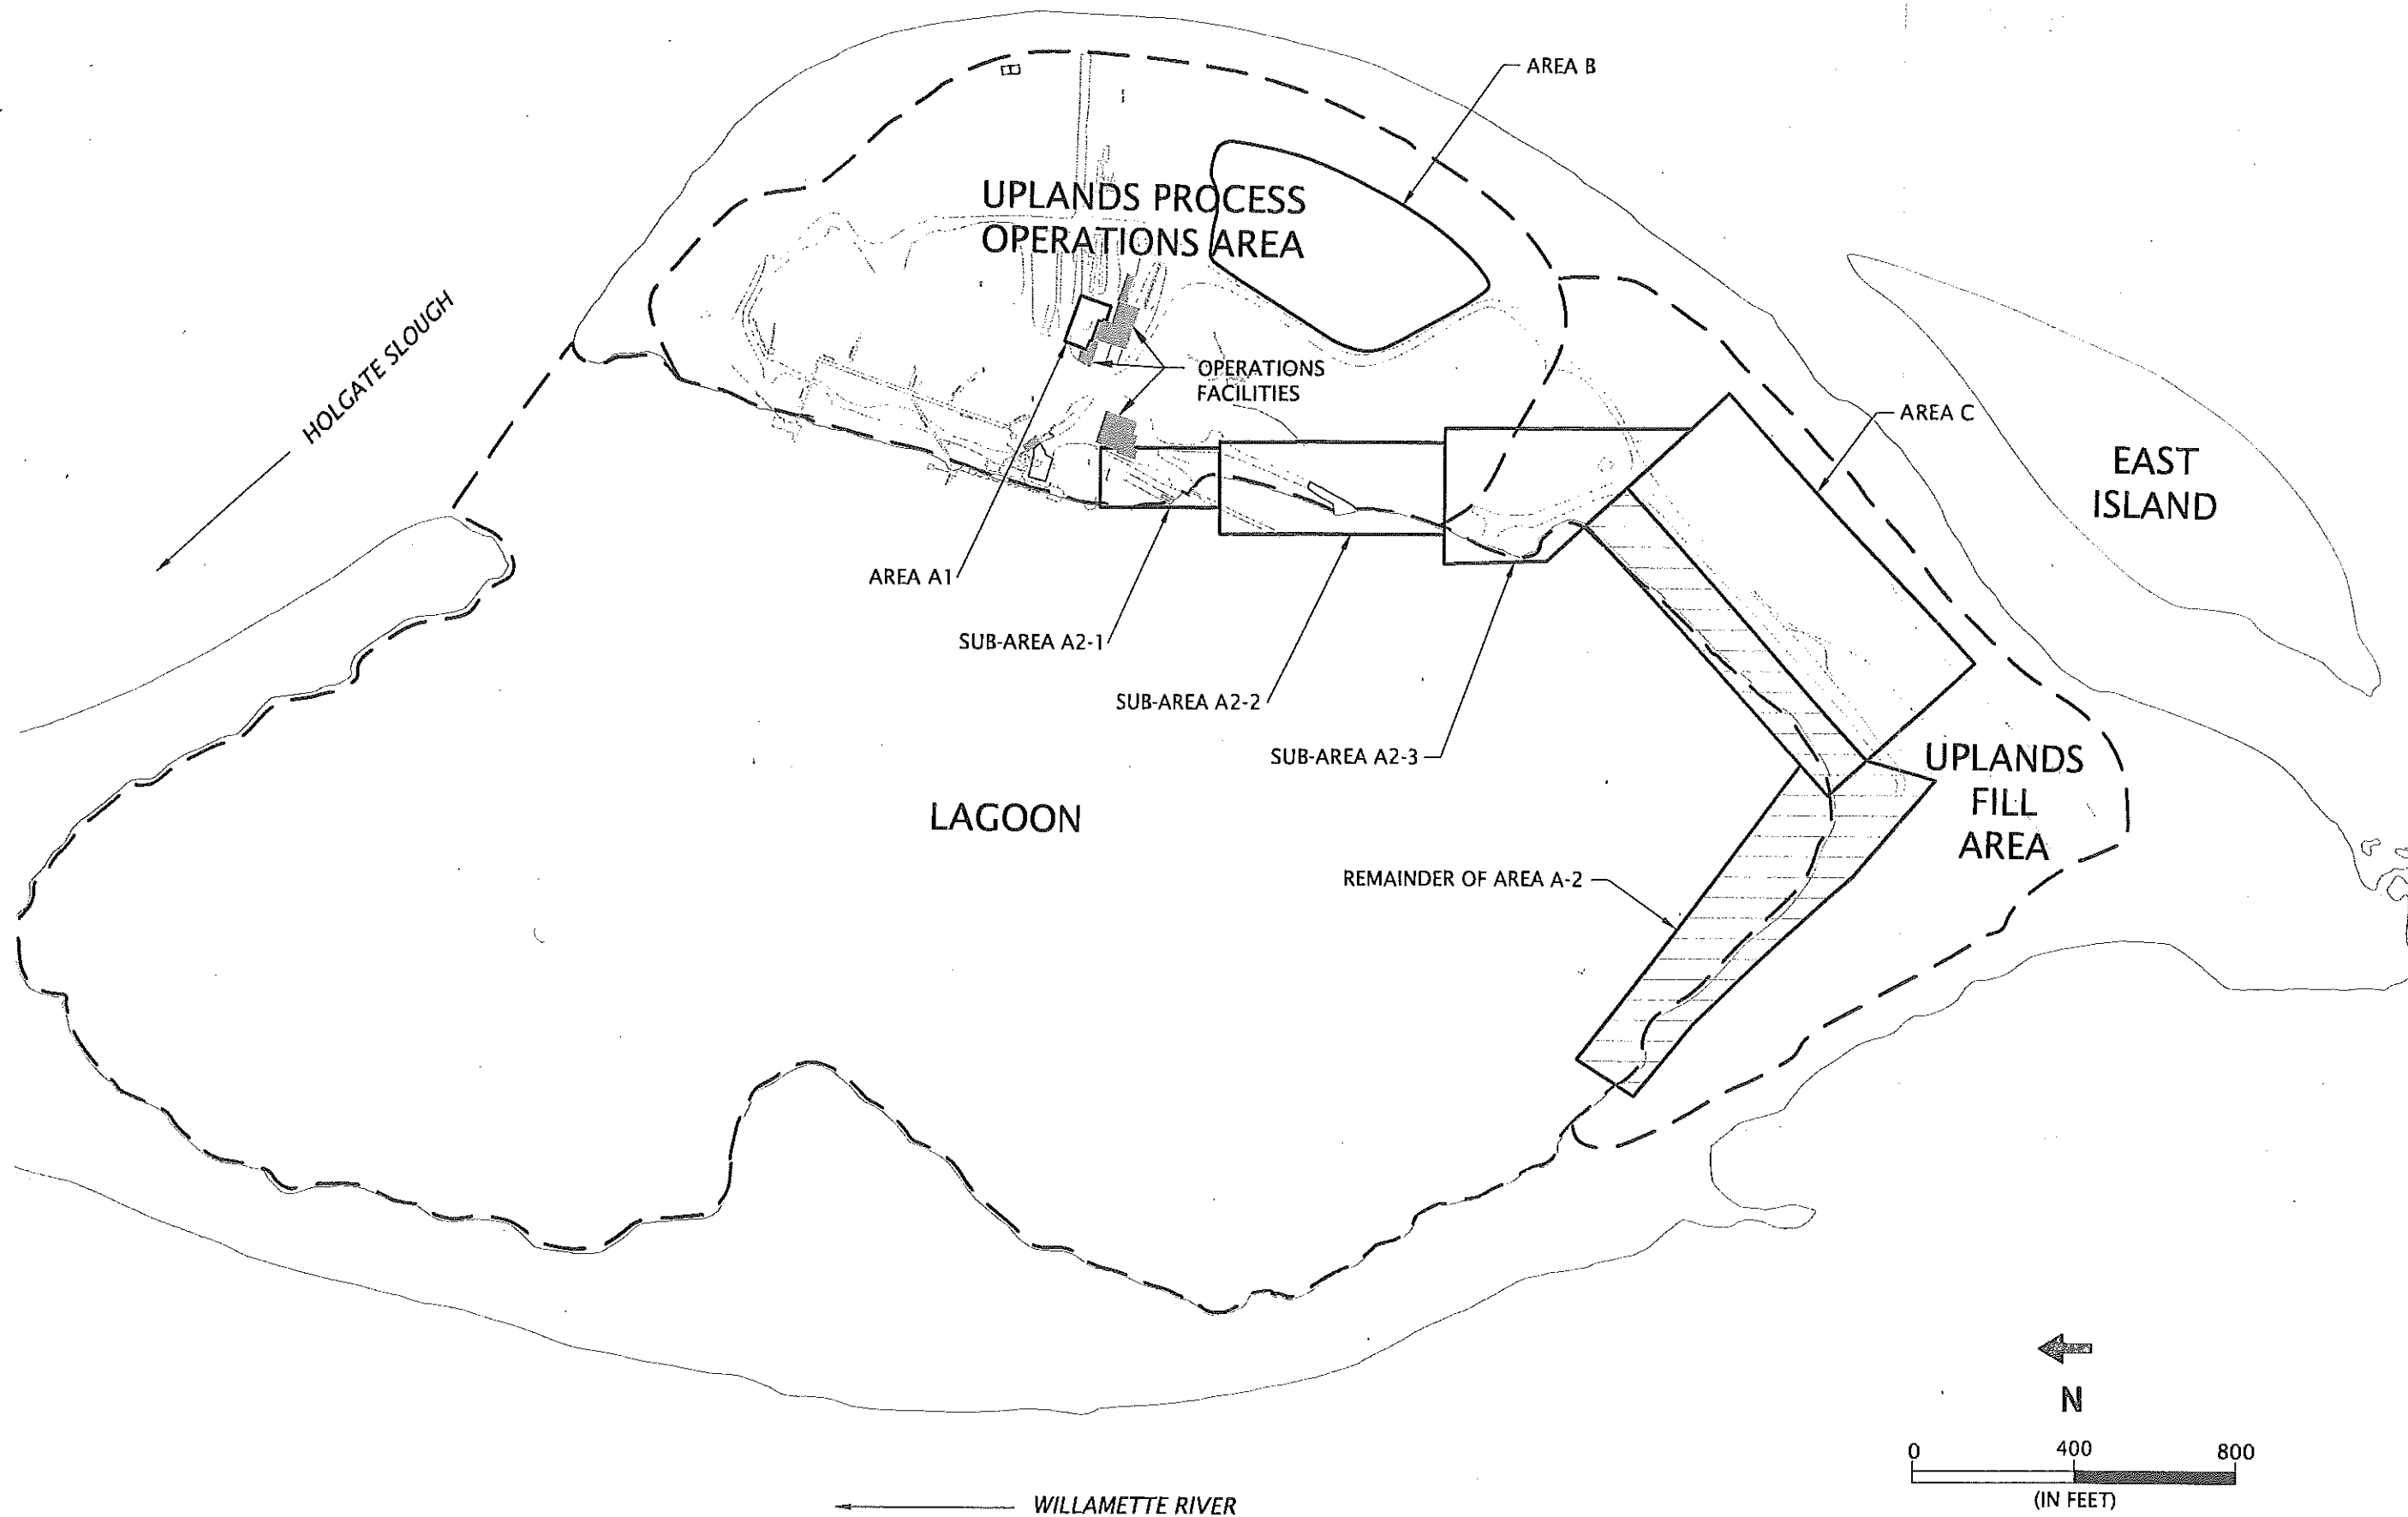 AREA B
UPLANDS PROCESS
OPERATIONS AREA
HOLGATE SLOUGH
OPERATIONS
FACILITIES
AREA C
EAST
ISLAND
AREA A1
SUB-AREA A2-1
SUB-AREA A2-2
SUB-AREA A2-3
UPLANDS
FILL
AREA
LAGOON
REMAINDER OF AREA A-2
N
0 400 800
(IN FEET)
WILLAMETTE RIVER